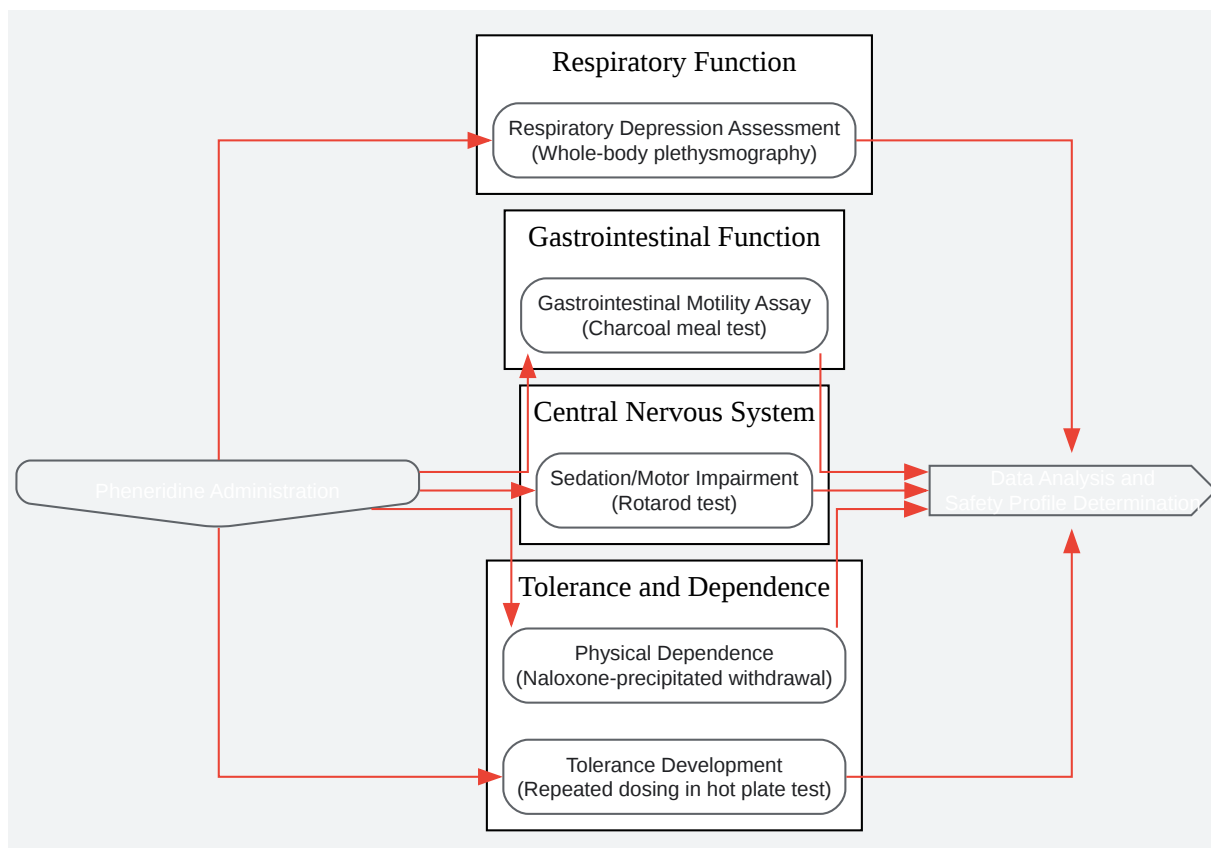 Respiratory Function
Respiratory Depression Assessment
(Whole-body plethysmography)
Gastrointestinal Function
Gastrointestinal Motility Assay
(Charcoal meal test)
Central Nervous System
Sedation/Motor Impairment
(Rotarod test)
Pheneridine Administration
Data Analysis and
Safety Profile Determination
Tolerance and Dependence
Physical Dependence
(Naloxone-precipitated withdrawal)
Tolerance Development
(Repeated dosing in hot plate test)